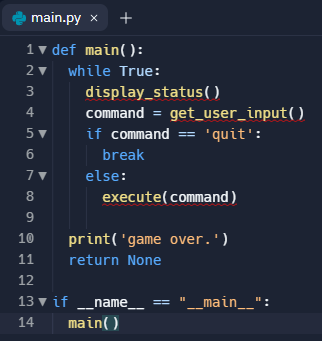 main.py × +
1 def main():
2   while True:
3     display_status()
4     command = get_user_input()
5     if command == 'quit':
6       break
7     else:
8       execute(command)
9
10   print('game over.')
11   return None
12
13 if __name__ == "__main__":
14   main()